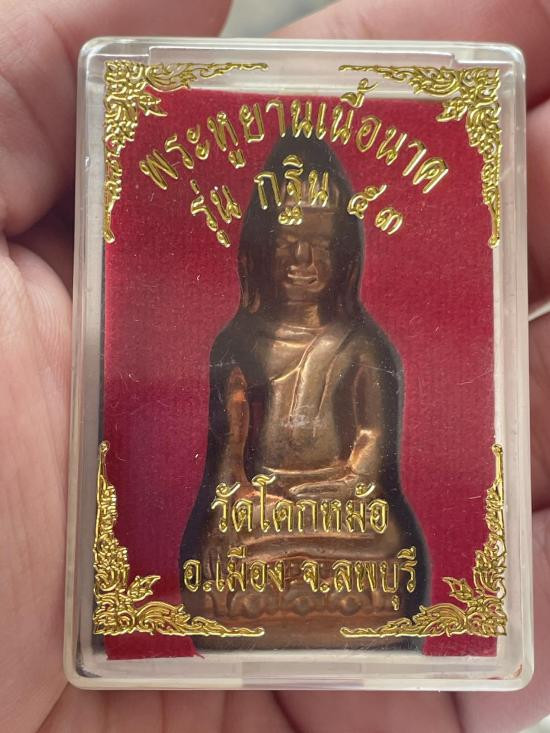 พระหูยานเนื้อนาค
รุ่น กฐิน ๕๓
วัดโคกหม้อ
อ.เมือง จ.ลพบุรี